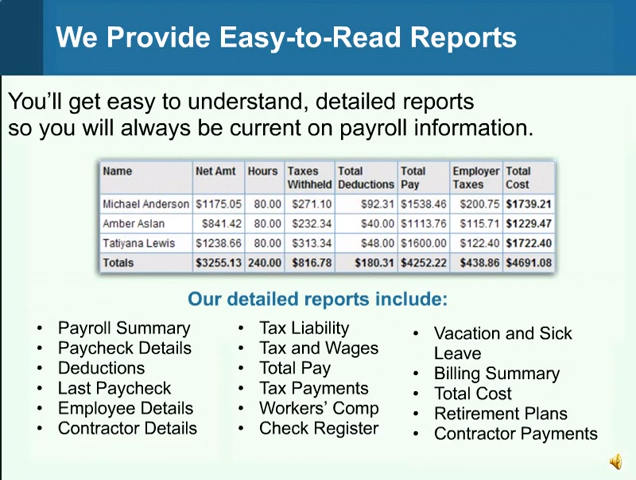 We Provide Easy-to-Read Reports
You'll get easy to understand, detailed reports
so you will always be current on payroll information.
Name Net Amt Hours Taxes Withheld Total Deductions Total Pay Employer Taxes Total Cost
Michael Anderson $1175.05 80.00 $271.10 $92.31 $1538.46 $200.75 $1739.21
Amber Aslan $841.42 80.00 $232.34 $40.00 $1113.76 $115.71 $1229.47
Tatiyana Lewis $1238.66 80.00 $313.34 $48.00 $1600.00 $122.40 $1722.40
Totals $3255.13 240.00 $816.78 $180.31 $4252.22 $438.86 $4691.08
Our detailed reports include:
• Payroll Summary
• Paycheck Details
• Deductions
• Last Paycheck
• Employee Details
• Contractor Details
• Tax Liability
• Tax and Wages
• Total Pay
• Tax Payments
• Workers' Comp
• Check Register
• Vacation and Sick
Leave
• Billing Summary
• Total Cost
• Retirement Plans
• Contractor Payments